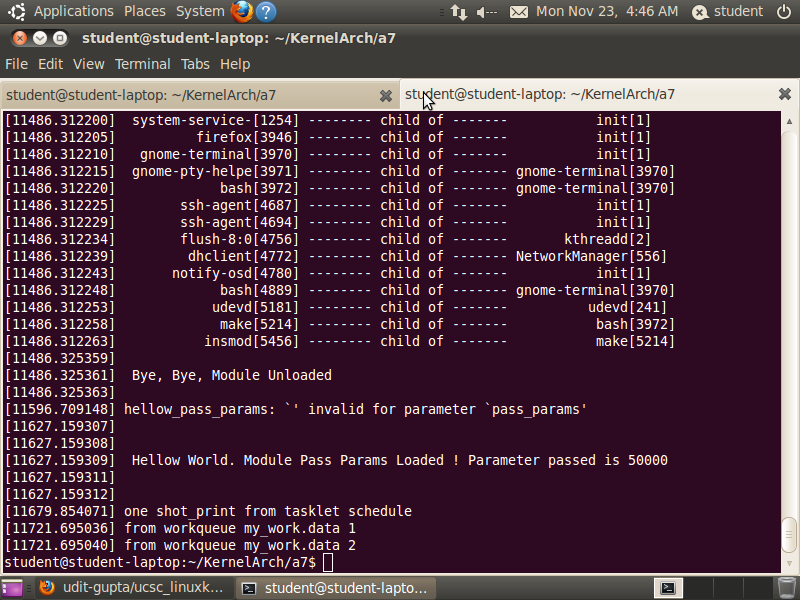 Applications Places System Mon Nov 23, 4:46 AM student
student@student-laptop: ~/KernelArch/a7
File Edit View Terminal Tabs Help
student@student-laptop: ~/KernelArch/a7 student@student-laptop: ~/KernelArch/a7
[11486.312200] system-service-[1254] -------- child of ------- init[1]
[11486.312205] firefox[3946] -------- child of ------- init[1]
[11486.312210] gnome-terminal[3970] -------- child of ------- init[1]
[11486.312215] gnome-pty-helpe[3971] -------- child of ------- gnome-terminal[3970]
[11486.312220] bash[3972] -------- child of ------- gnome-terminal[3970]
[11486.312225] ssh-agent[4687] -------- child of ------- init[1]
[11486.312229] ssh-agent[4694] -------- child of ------- init[1]
[11486.312234] flush-8:0[4756] -------- child of ------- kthreadd[2]
[11486.312239] dhclient[4772] -------- child of ------- NetworkManager[556]
[11486.312243] notify-osd[4780] -------- child of ------- init[1]
[11486.312248] bash[4889] -------- child of ------- gnome-terminal[3970]
[11486.312253] udevd[5181] -------- child of ------- udevd[241]
[11486.312258] make[5214] -------- child of ------- bash[3972]
[11486.312263] insmod[5456] -------- child of ------- make[5214]
[11486.325359]
[11486.325361] Bye, Bye, Module Unloaded
[11486.325363]
[11596.709148] hellow_pass_params: `' invalid for parameter `pass_params'
[11627.159307]
[11627.159308]
[11627.159309] Hellow World. Module Pass Params Loaded ! Parameter passed is 50000
[11627.159311]
[11627.159312]
[11679.854071] one shot_print from tasklet schedule
[11721.695036] from workqueue my_work.data 1
[11721.695040] from workqueue my_work.data 2
student@student-laptop:~/KernelArch/a7$
udit-gupta/ucsc_linuxk... student@student-lapto...